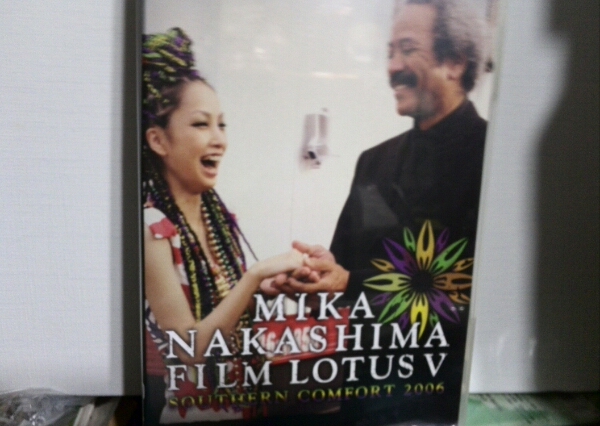 MIKA
NAKASHIMA
FILM LOTUS V
SOUTHERN COMFORT 2006